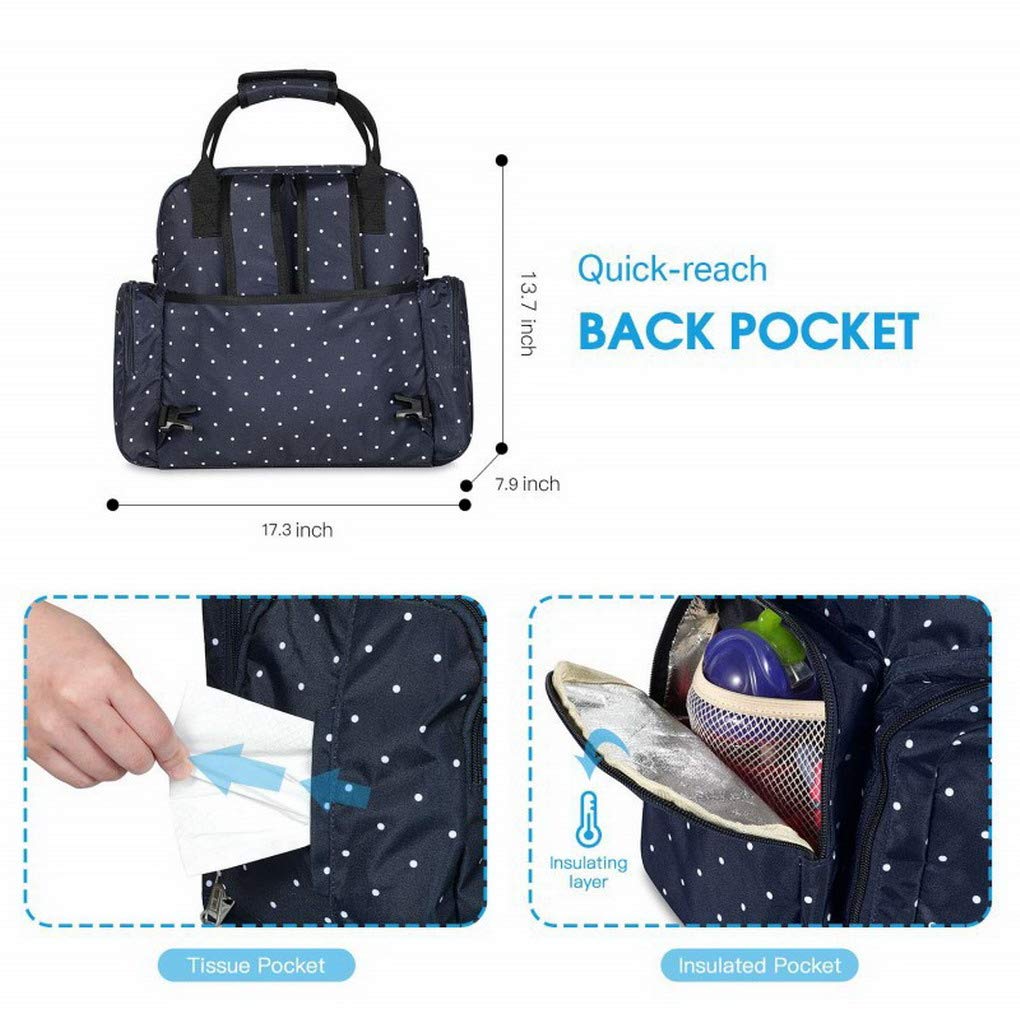 Quick-reach
BACK POCKET
13.7 inch
7.9 inch
17.3 inch
Insulating
layer
Tissue Pocket
Insulated Pocket